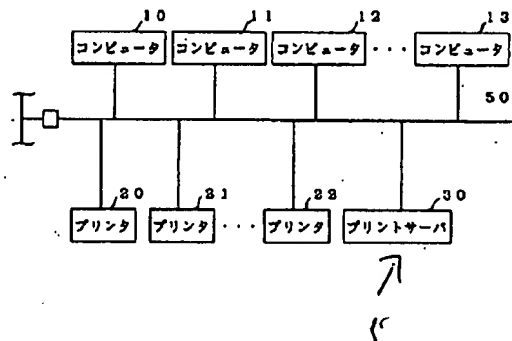 10 11 12 13
コンピュータ コンピュータ コンピュータ ・・・ コンピュータ
50
20 21 22 30
プリンタ プリンタ ・・・ プリンタ プリントサーバ